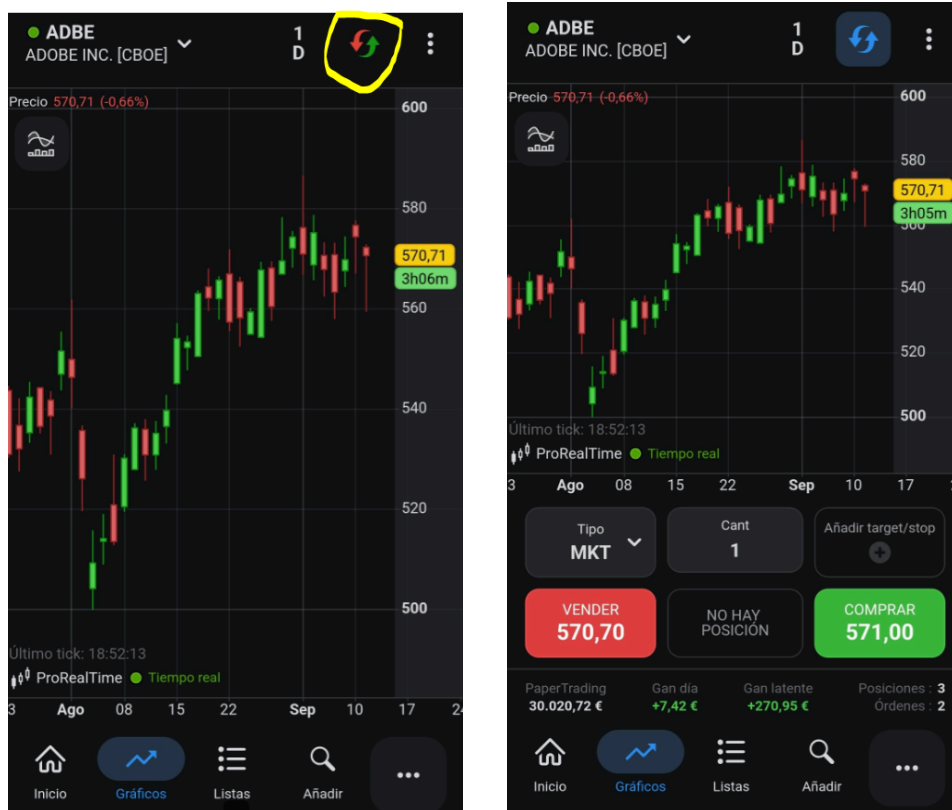 ADBE
ADOBE INC. [CBOE]
1
D
Precio 570,71 (-0,66%)
600
580
570,71
3h06m
560
540
520
500
Último tick: 18:52:13
ProRealTime Tiempo real
3 Ago 08 15 22 Sep 10 17 24
Inicio Gráficos Listas Añadir
ADBE
ADOBE INC. [CBOE]
1
D
Precio 570,71 (-0,66%)
600
580
570,71
3h05m
560
540
520
500
Último tick: 18:52:13
ProRealTime Tiempo real
3 Ago 08 15 22 Sep 10 17
Tipo
MKT
Cant
1
Añadir target/stop
VENDER
570,70
NO HAY
POSICIÓN
COMPRAR
571,00
PaperTrading Gan día Gan latente Posiciones : 3
30.020,72 € +7,42 € +270,95 € Órdenes : 2
Inicio Gráficos Listas Añadir